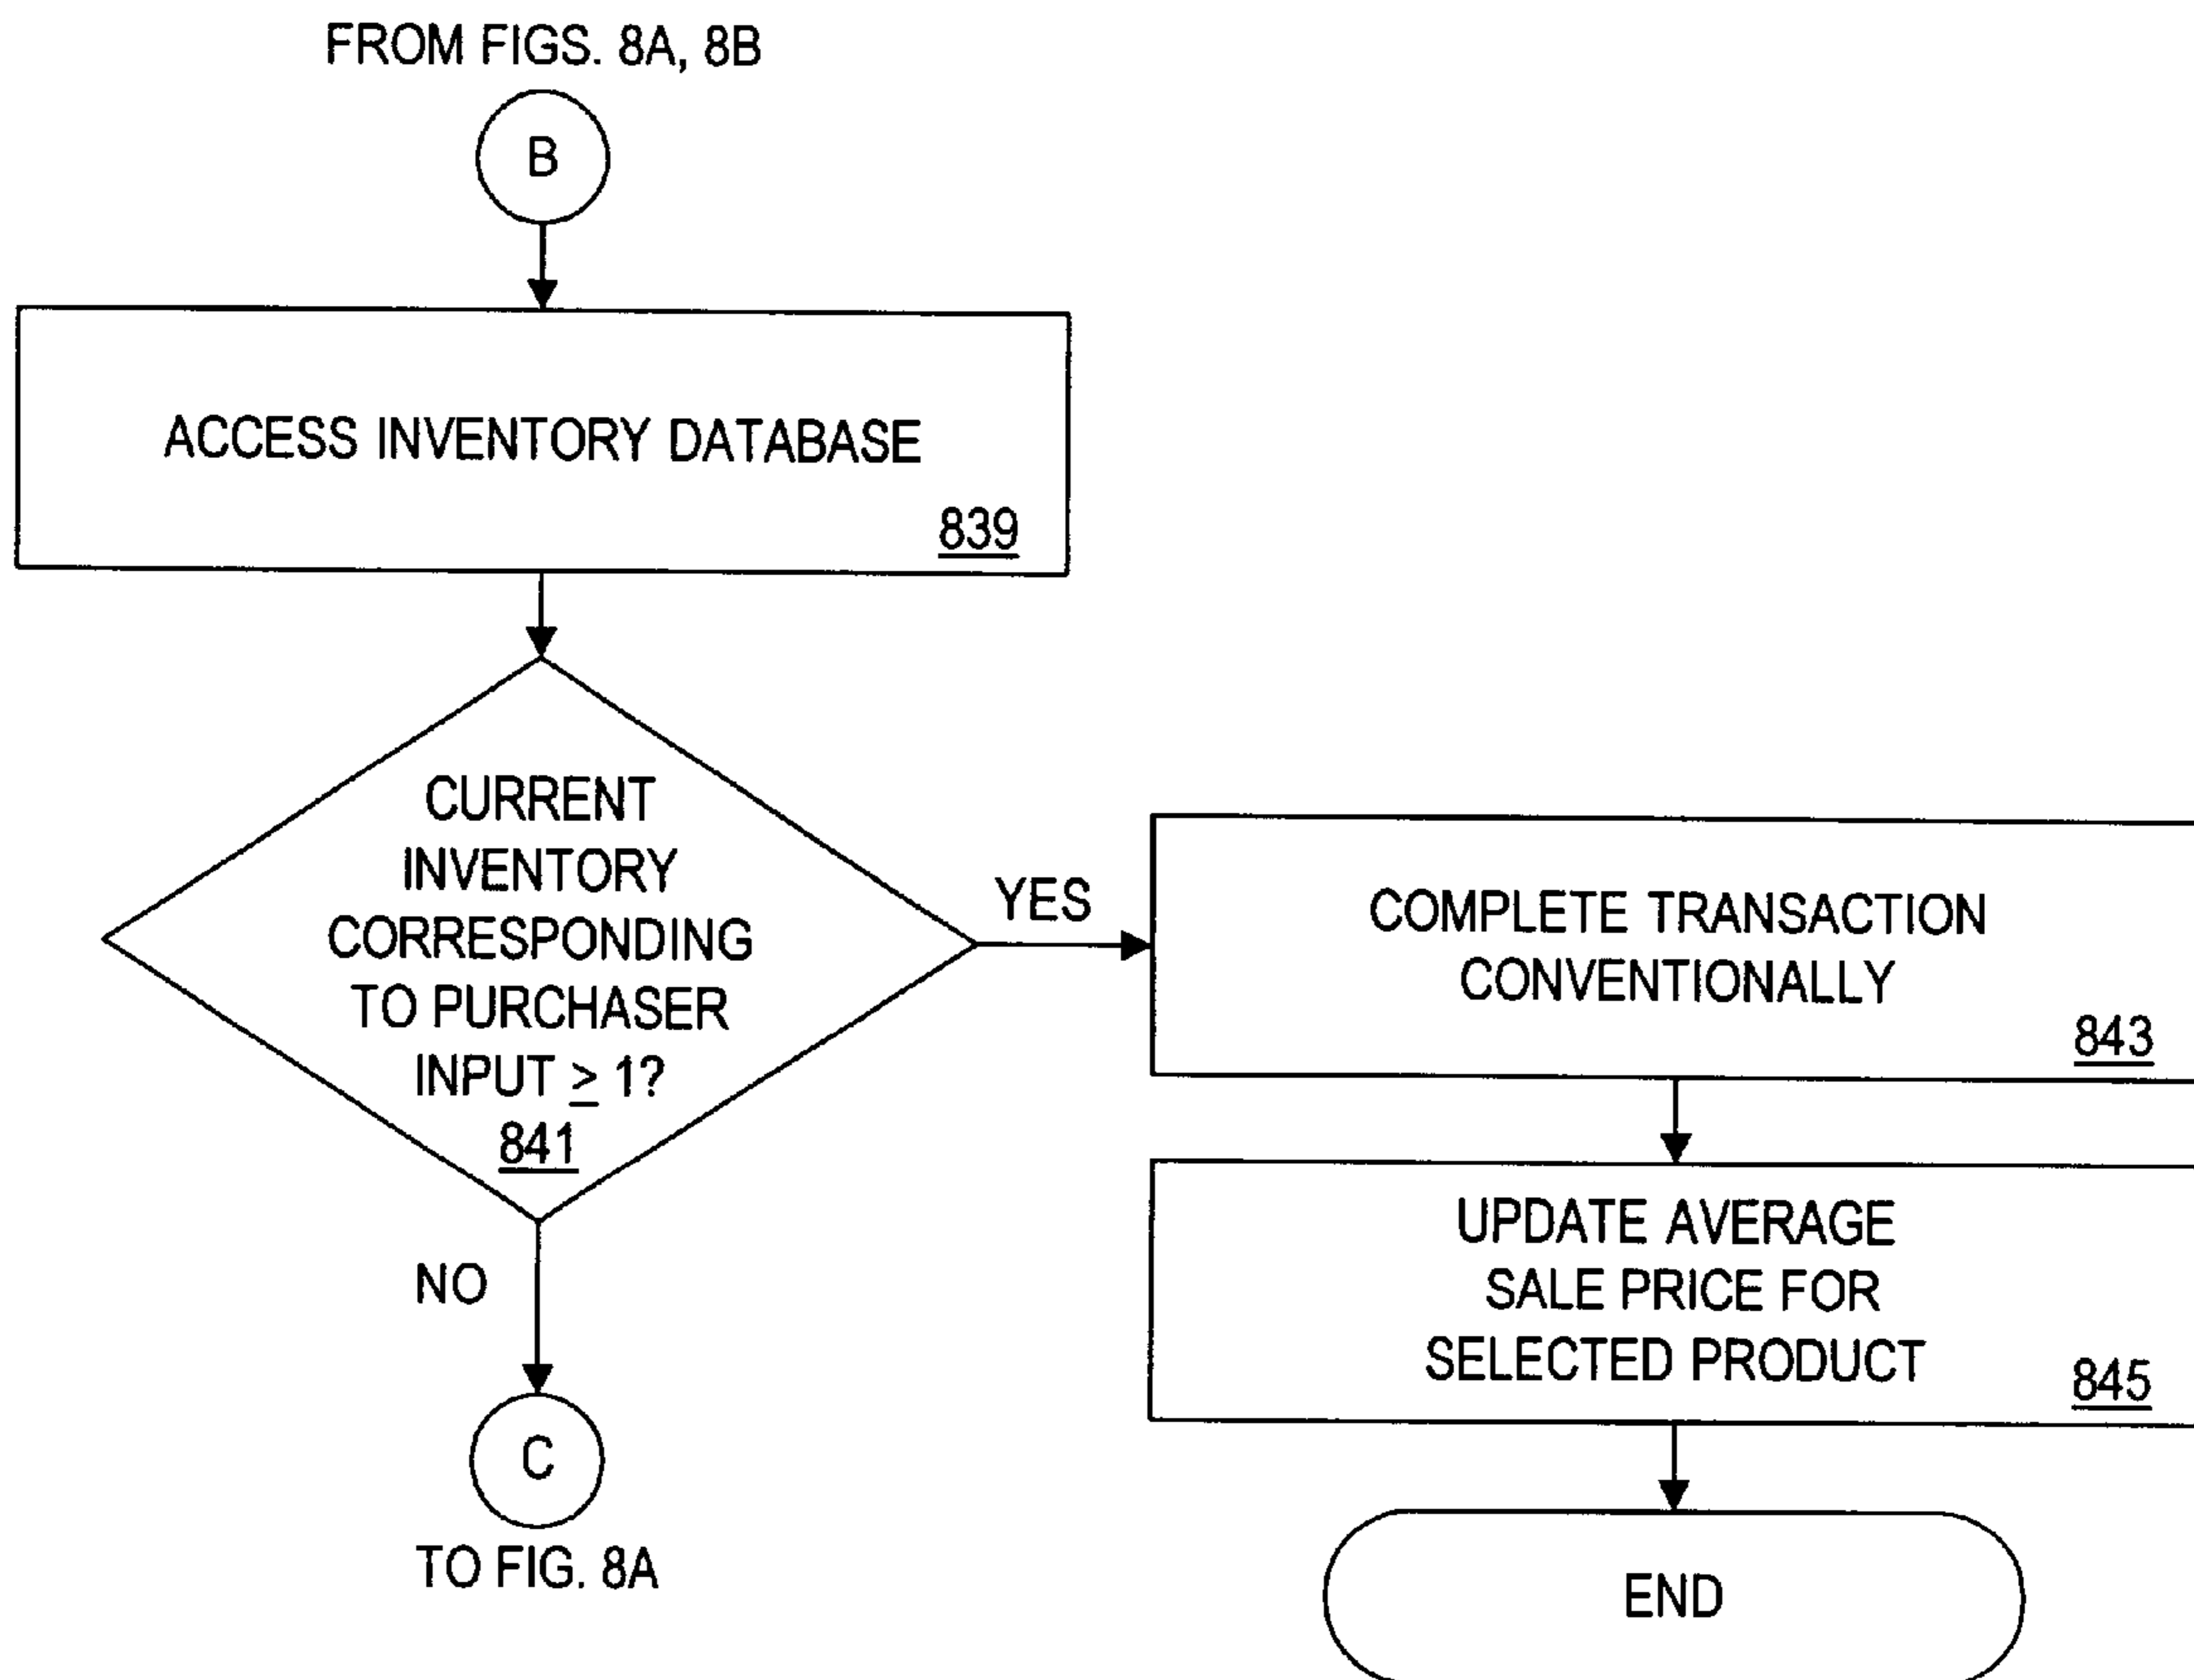 FROM FIGS. 8A, 8B
B
ACCESS INVENTORY DATABASE
839
CURRENT
INVENTORY
CORRESPONDING
TO PURCHASER
INPUT ≥ 1?
841
YES
NO
COMPLETE TRANSACTION
CONVENTIONALLY
843
UPDATE AVERAGE
SALE PRICE FOR
SELECTED PRODUCT
845
C
TO FIG. 8A
END